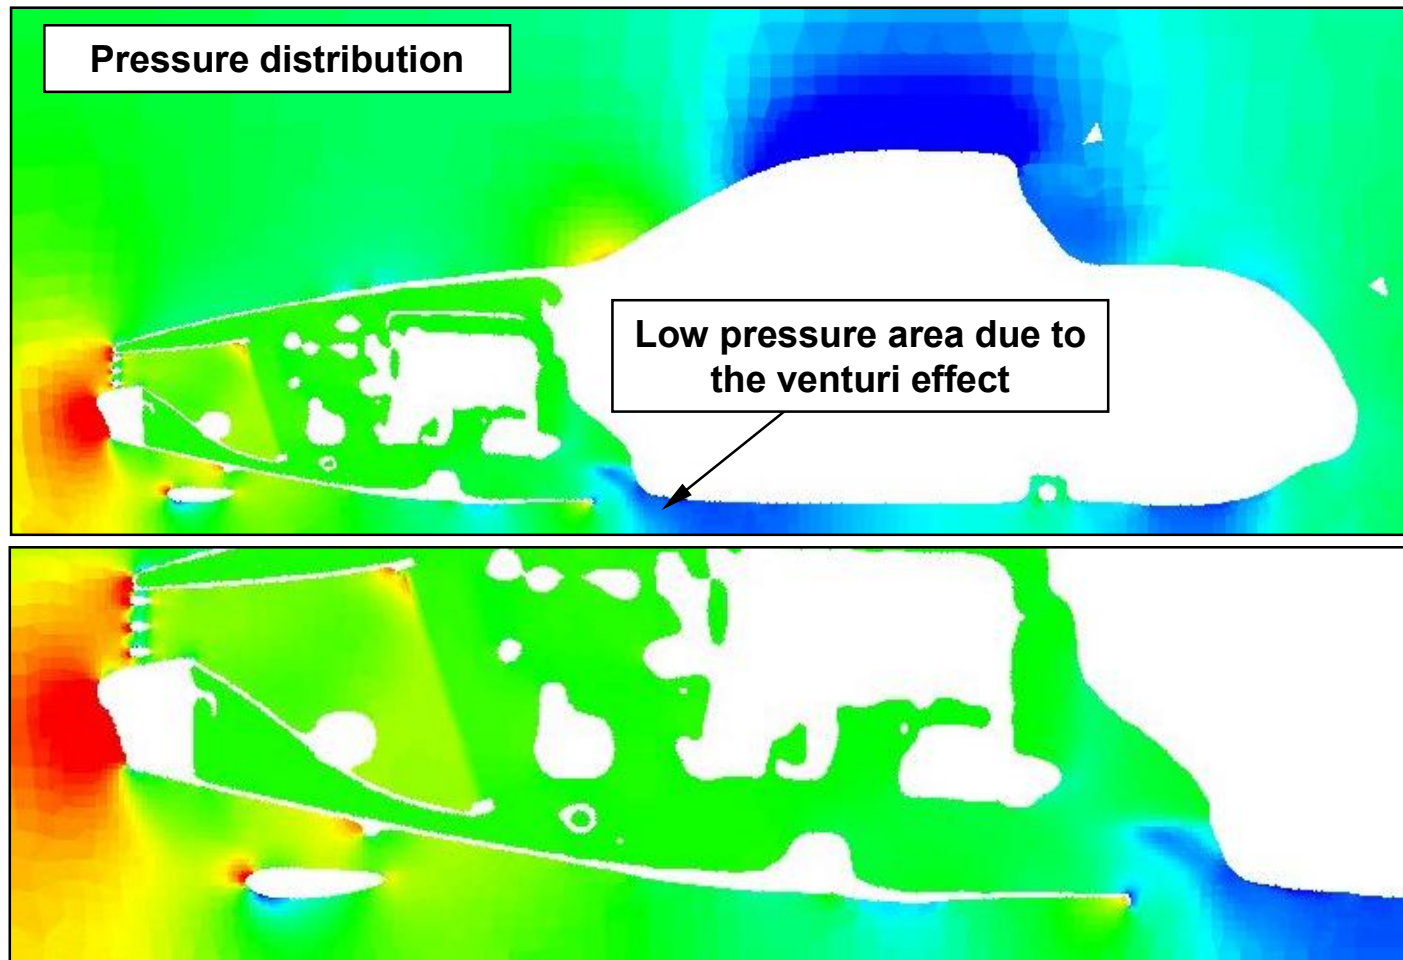 Pressure distribution
Low pressure area due to
the venturi effect